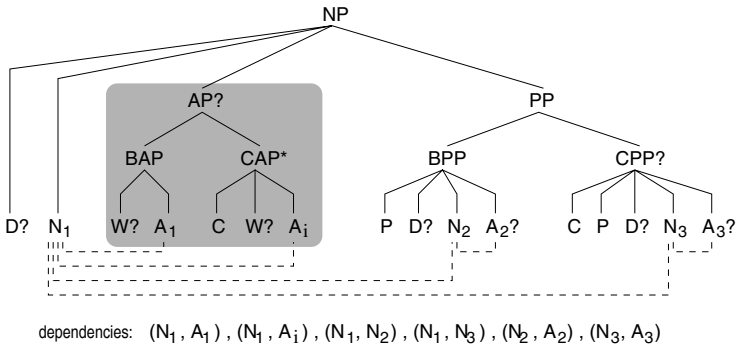 NP
AP? PP
BAP CAP* BPP CPP?
D? N1 W? A1 C W? Ai P D? N2 A2? C P D? N3 A3?
dependencies: (N1, A1) , (N1, Ai) , (N1, N2) , (N1, N3) , (N2, A2) , (N3, A3)